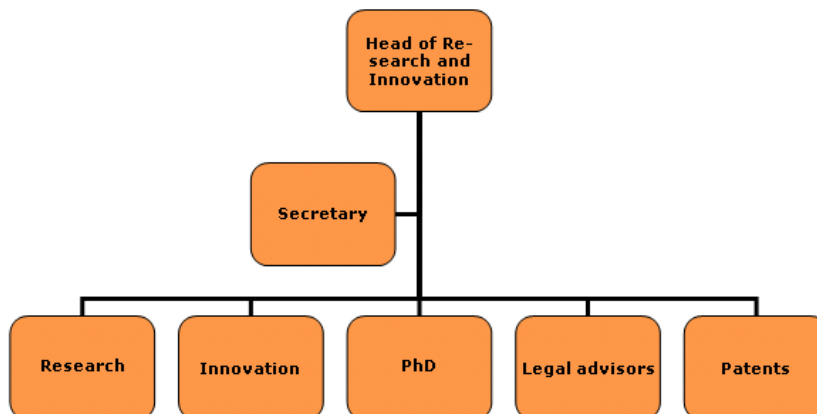 Head of Re-
search and
Innovation
Secretary
Research
Innovation
PhD
Legal advisors
Patents